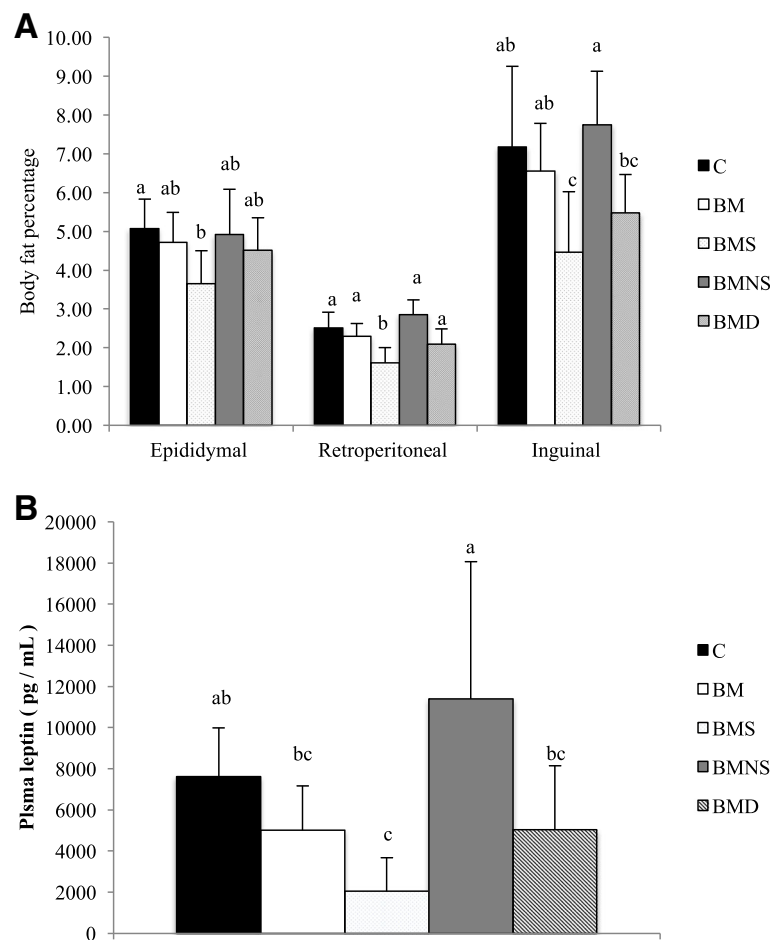 A
Body fat percentage
10.00
9.00
8.00
7.00
6.00
5.00
4.00
3.00
2.00
1.00
0.00
a ab b ab ab
a a b a a
ab ab c a bc
Epididymal Retroperitoneal Inguinal
C
BM
BMS
BMNS
BMD
B
Plsma leptin ( pg / mL )
20000
18000
16000
14000
12000
10000
8000
6000
4000
2000
0
ab bc c a bc
C
BM
BMS
BMNS
BMD